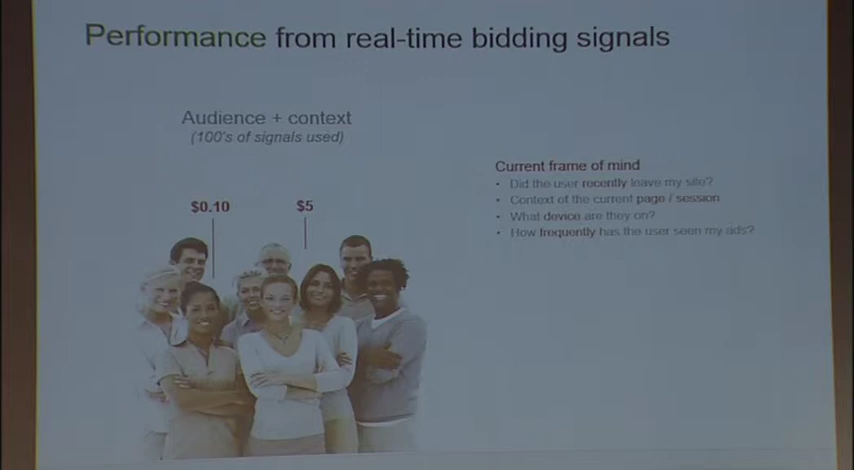 Performance from real-time bidding signals
Audience + context
(100's of signals used)
$0.10
$5
Current frame of mind
• Did the user recently leave my site?
• Context of the current page / session
• What device are they on?
• How frequently has the user seen my ads?